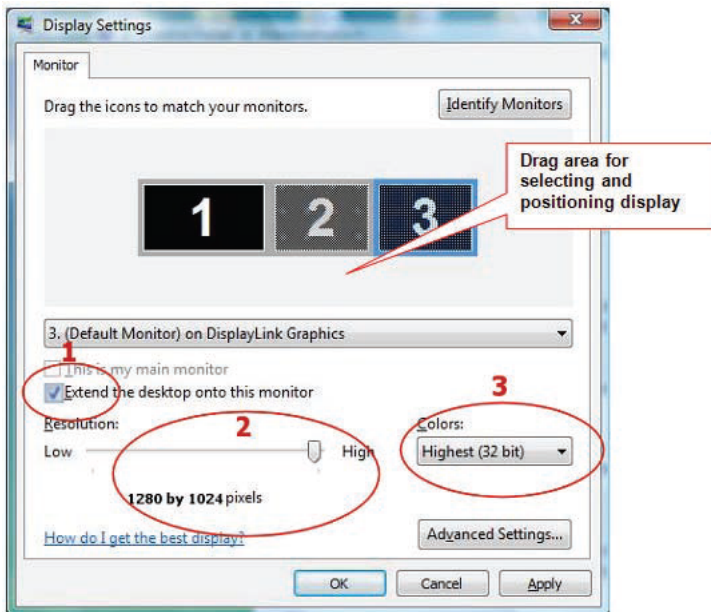 Display Settings
Monitor
Drag the icons to match your monitors.
Identify Monitors
Drag area for
selecting and
positioning display
1
2
3
3. (Default Monitor) on DisplayLink Graphics
1
This is my main monitor
Extend the desktop onto this monitor
Resolution:
2
Low
High
1280 by 1024 pixels
3
Colors:
Highest (32 bit)
How do I get the best display?
Advanced Settings...
OK
Cancel
Apply